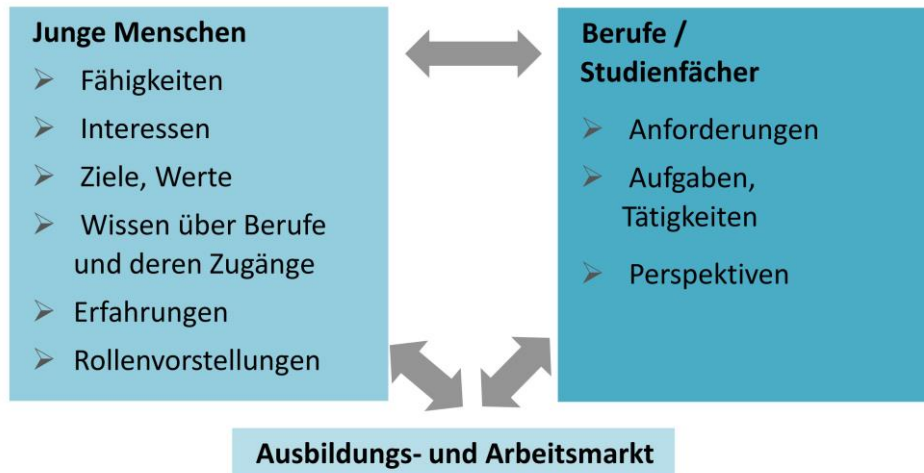 Junge Menschen
Fähigkeiten
Interessen
Ziele, Werte
Wissen über Berufe
und deren Zugänge
Erfahrungen
Rollenvorstellungen
Berufe /
Studienfächer
Anforderungen
Aufgaben,
Tätigkeiten
Perspektiven
Ausbildungs- und Arbeitsmarkt